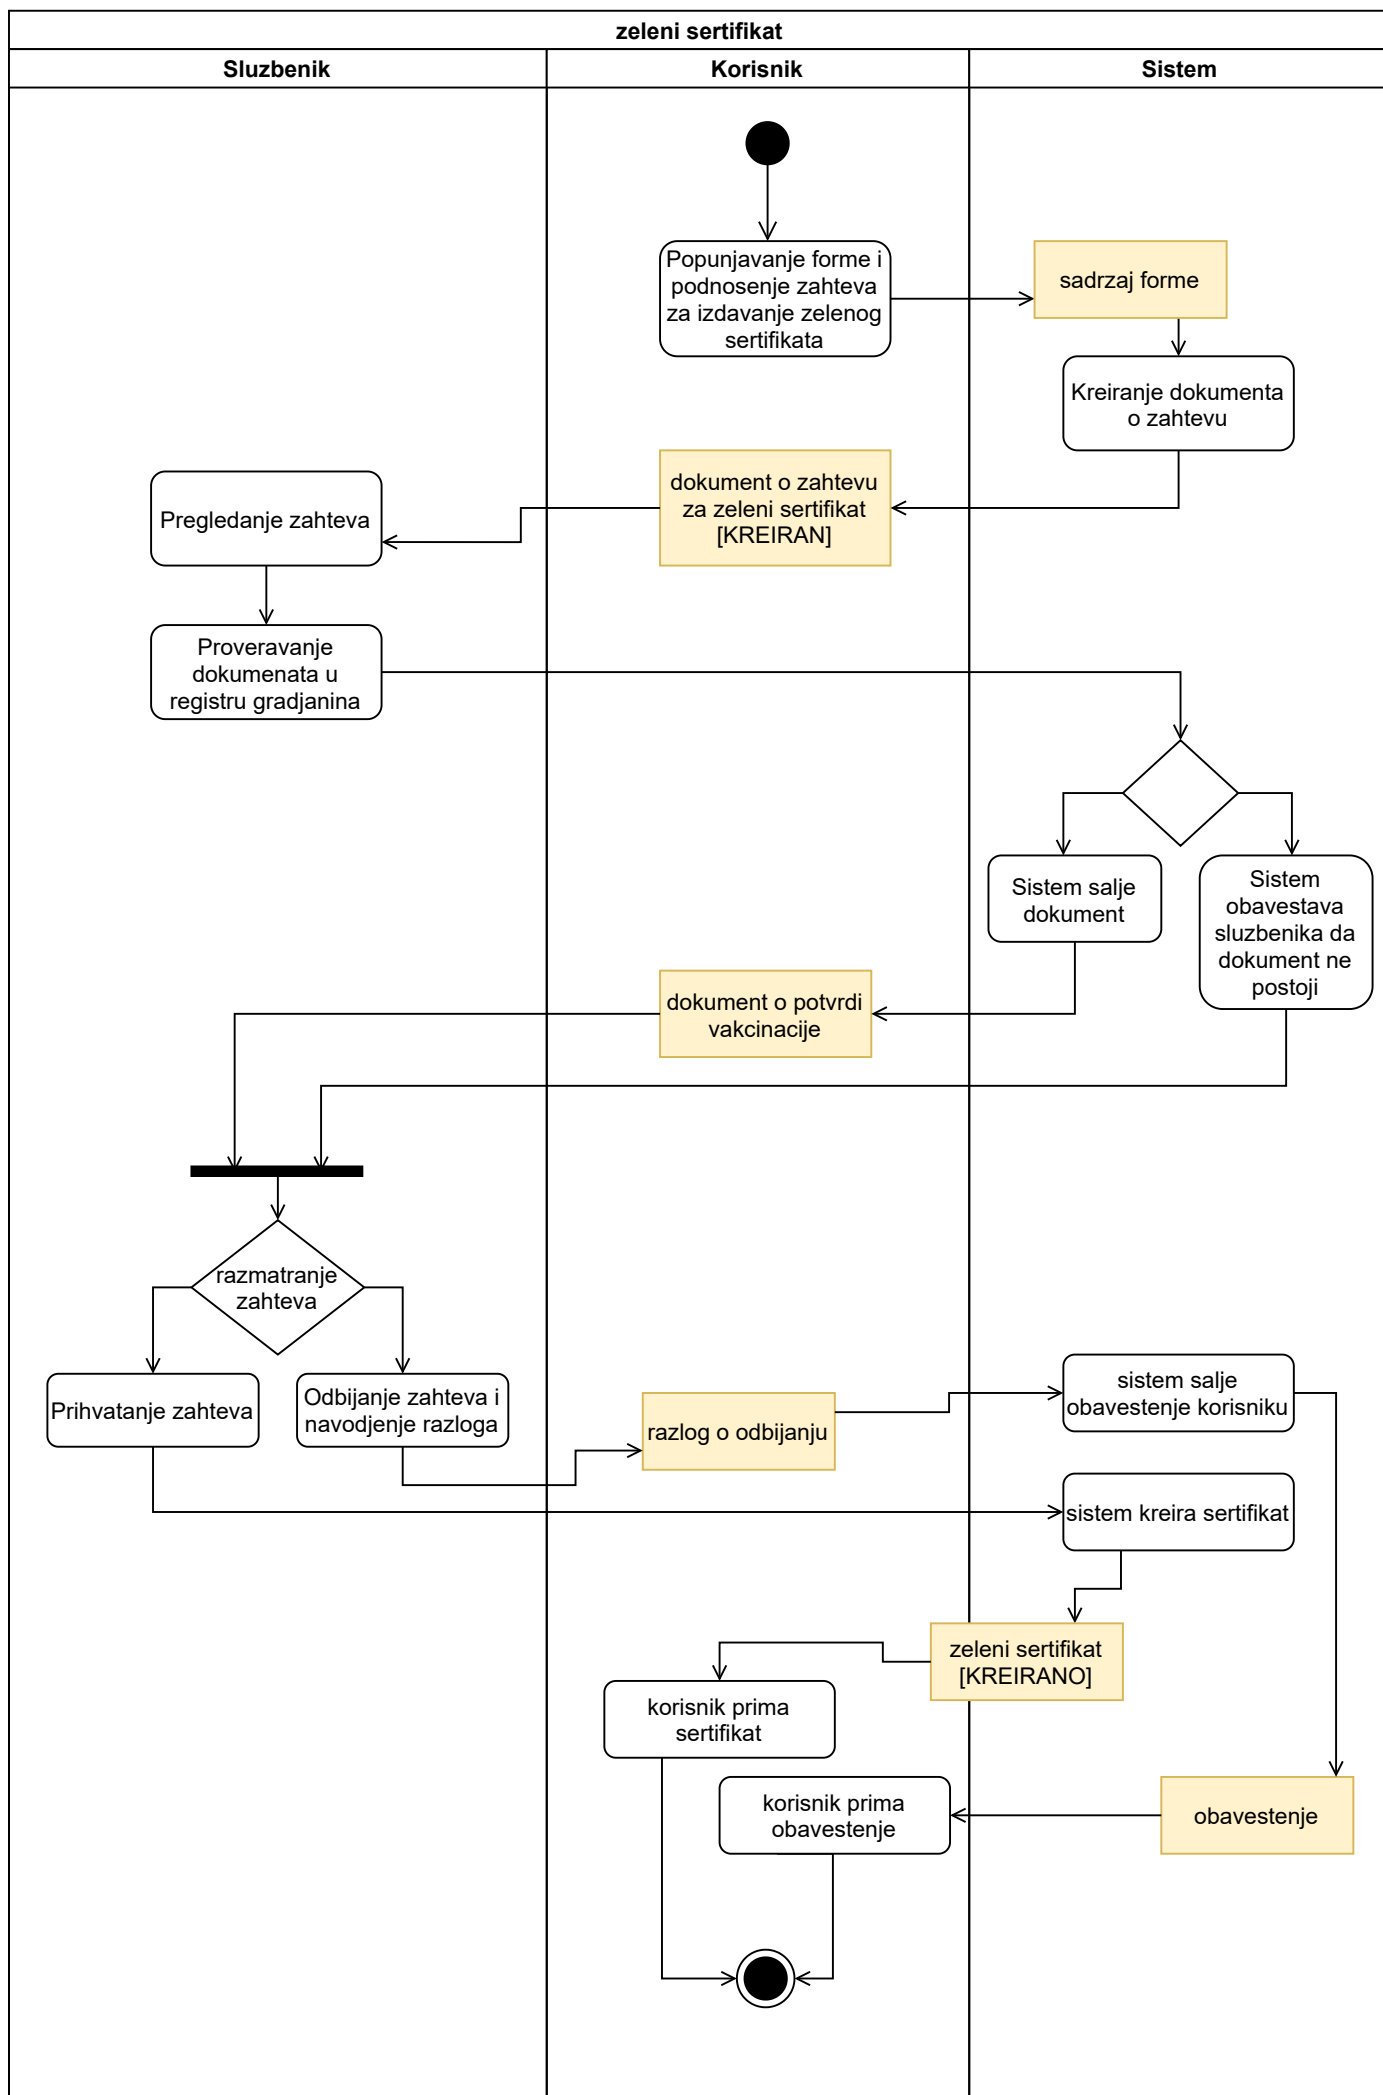 zeleni sertifikat
Sluzbenik
Korisnik
Sistem
Popunjavanje forme i
podnosenje zahteva
za izdavanje zelenog
sertifikata
sadrzaj forme
Kreiranje dokumenta
o zahtevu
dokument o zahtevu
za zeleni sertifikat
[KREIRAN]
Pregledanje zahteva
Proveravanje
dokumenata u
registru gradjanina
Sistem salje
dokument
Sistem
obavestava
sluzbenika da
dokument ne
postoji
dokument o potvrdi
vakcinacije
razmatranje
zahteva
Prihvatanje zahteva
Odbijanje zahteva i
navodjenje razloga
razlog o odbijanju
sistem salje
obavestenje korisniku
sistem kreira sertifikat
zeleni sertifikat
[KREIRANO]
korisnik prima
sertifikat
korisnik prima
obavestenje
obavestenje